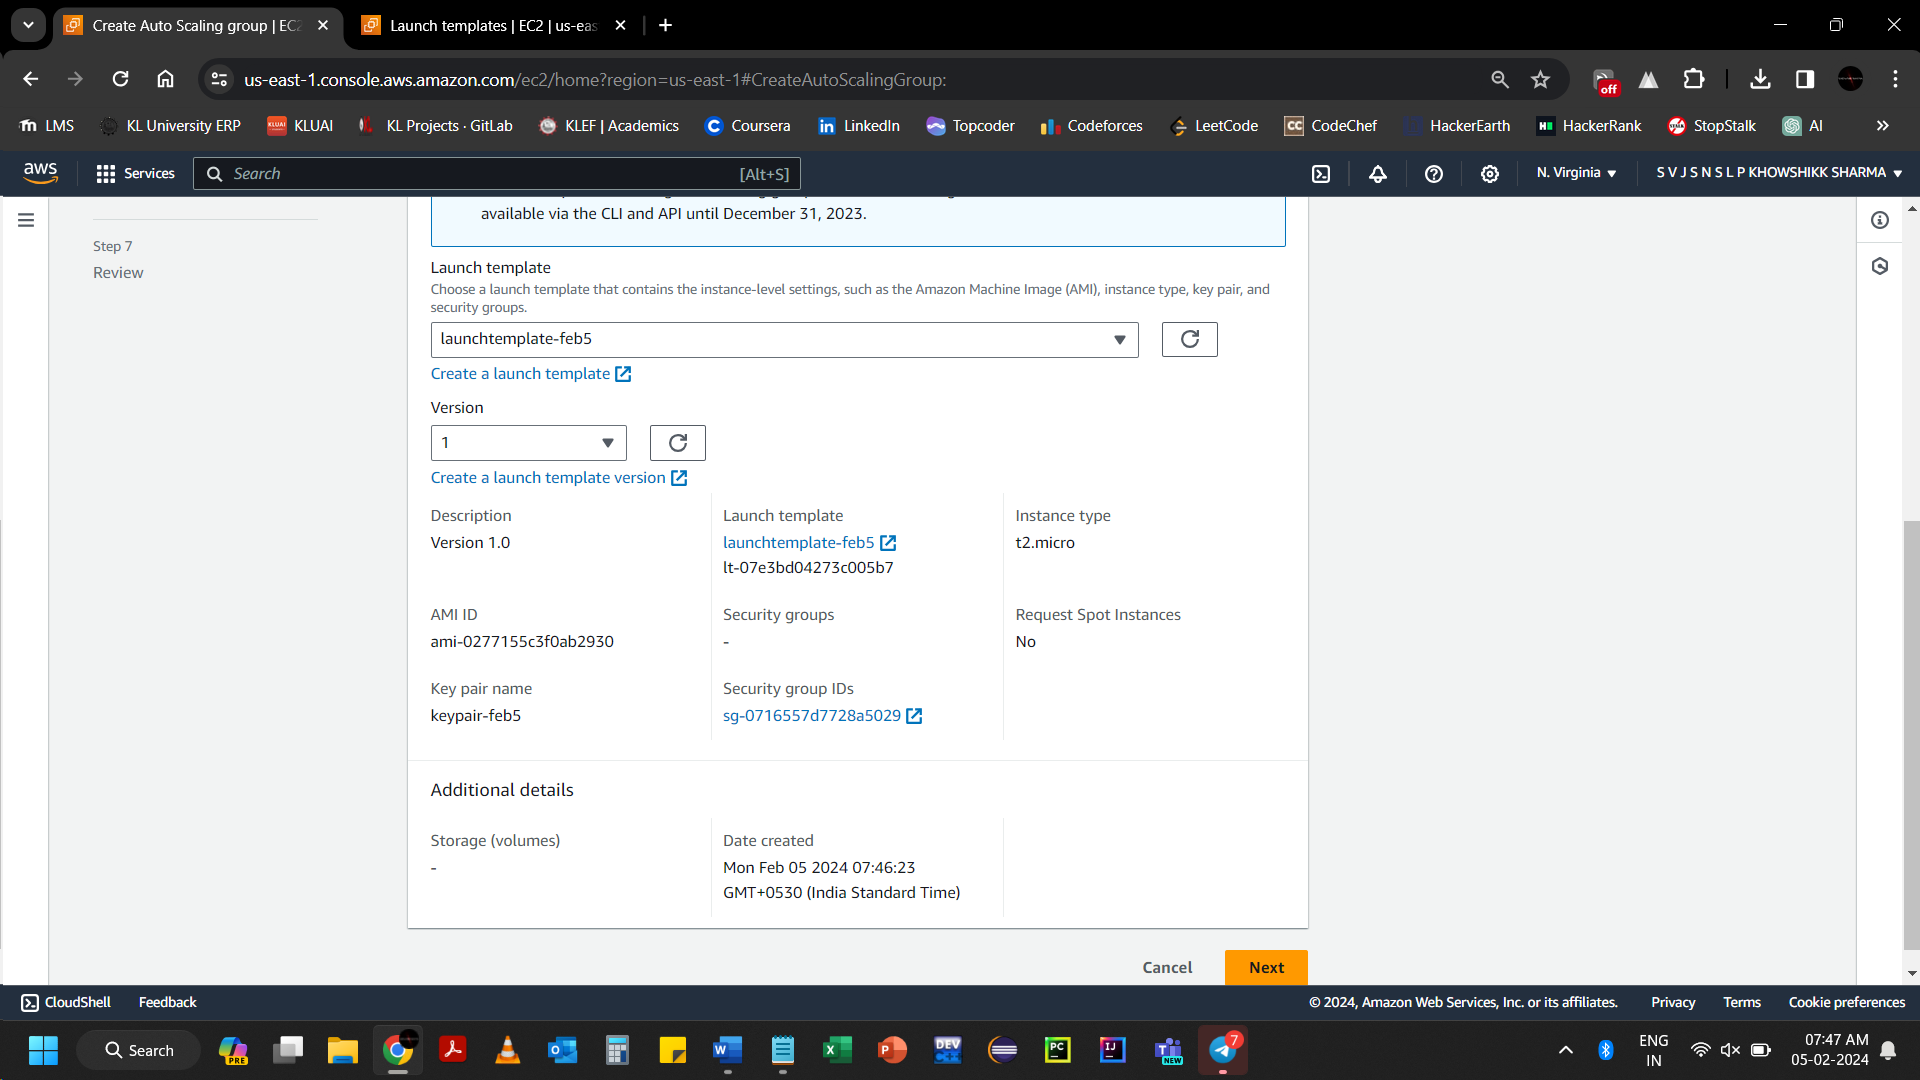 Create Auto Scaling group | EC2
Launch templates | EC2 | us-eas
us-east-1.console.aws.amazon.com/ec2/home?region=us-east-1#CreateAutoScalingGroup:
off
LMS
KL University ERP
KLUAI
KL Projects · GitLab
KLEF | Academics
Coursera
LinkedIn
Topcoder
Codeforces
LeetCode
CodeChef
HackerEarth
HackerRank
StopStalk
AI
aws
Services
Search
[Alt+S]
N. Virginia
S V J S N S L P KHOWSHIKK SHARMA
Step 7
Review
available via the CLI and API until December 31, 2023.
Launch template
Choose a launch template that contains the instance-level settings, such as the Amazon Machine Image (AMI), instance type, key pair, and
security groups.
launchtemplate-feb5
Create a launch template
Version
1
Create a launch template version
Description
Version 1.0
Launch template
launchtemplate-feb5
lt-07e3bd04273c005b7
Instance type
t2.micro
AMI ID
ami-0277155c3f0ab2930
Security groups
-
Request Spot Instances
No
Key pair name
keypair-feb5
Security group IDs
sg-0716557d7728a5029
Additional details
Storage (volumes)
-
Date created
Mon Feb 05 2024 07:46:23
GMT+0530 (India Standard Time)
Cancel
Next
CloudShell
Feedback
© 2024, Amazon Web Services, Inc. or its affiliates.
Privacy
Terms
Cookie preferences
Search
PRE
DEV
C++
PC
IJ
NEW
7
ENG
IN
07:47 AM
05-02-2024